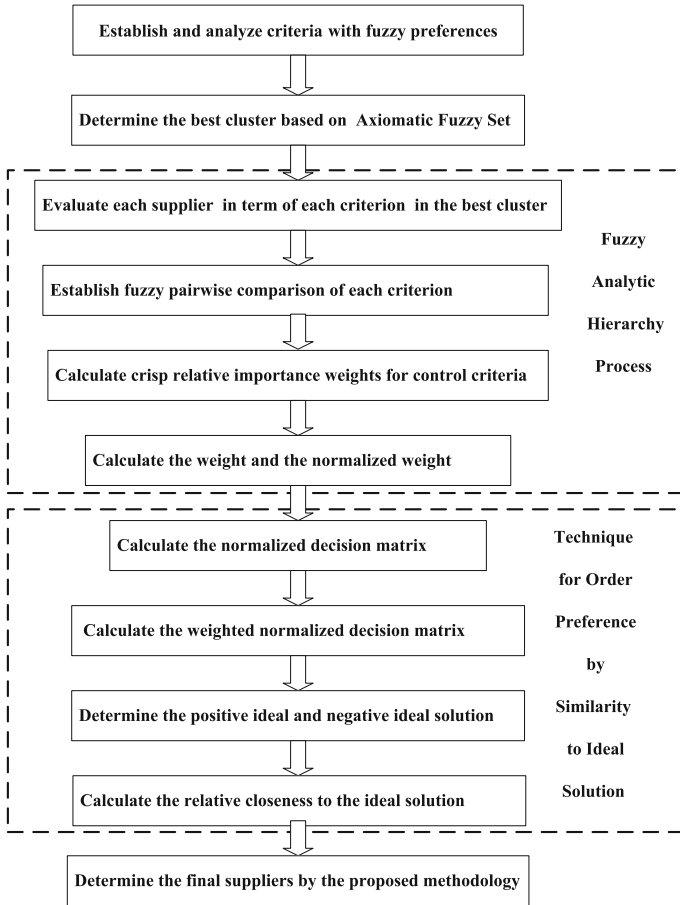 Establish and analyze criteria with fuzzy preferences
Determine the best cluster based on Axiomatic Fuzzy Set
Evaluate each supplier in term of each criterion in the best cluster
Establish fuzzy pairwise comparison of each criterion
Calculate crisp relative importance weights for control criteria
Calculate the weight and the normalized weight
Fuzzy
Analytic
Hierarchy
Process
Calculate the normalized decision matrix
Calculate the weighted normalized decision matrix
Determine the positive ideal and negative ideal solution
Calculate the relative closeness to the ideal solution
Technique
for Order
Preference
by
Similarity
to Ideal
Solution
Determine the final suppliers by the proposed methodology